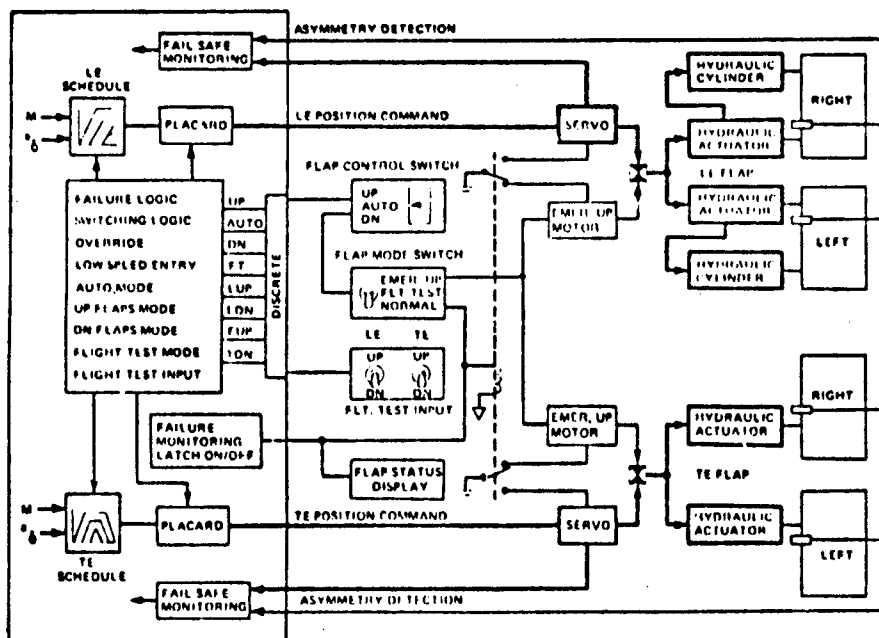 ASYMMETRY DETECTION
FAIL SAFE
MONITORING
LE
SCHEDULE
M
PLACARD
LE POSITION COMMAND
SERVO
HYDRAULIC
CYLINDER
RIGHT
HYDRAULIC
ACTUATOR
LE FLAP
HYDRAULIC
ACTUATOR
LEFT
HYDRAULIC
CYLINDER
FLAP CONTROL SWITCH
UP
AUTO
DN
EMER. UP
MOTOR
FAILURE LOGIC
SWITCHING LOGIC
OVERRIDE
LOW SPEED ENTRY
AUTO, MODE
UP FLAPS MODE
DN FLAPS MODE
FLIGHT TEST MODE
FLIGHT TEST INPUT
UP
AUTO
DN
FT
LUP
LDN
DISCRETE
FLAP MODE SWITCH
EMER. UP
FLT. TEST
NORMAL
LE TE
UP UP
DN DN
FLT. TEST INPUT
FAILURE
MONITORING
LATCH ON/OFF
FLAP STATUS
DISPLAY
EMER. UP
MOTOR
HYDRAULIC
ACTUATOR
RIGHT
TE FLAP
M
PLACARD
TE POSITION COMMAND
SERVO
HYDRAULIC
ACTUATOR
LEFT
TE
SCHEDULE
FAIL SAFE
MONITORING
ASYMMETRY DETECTION